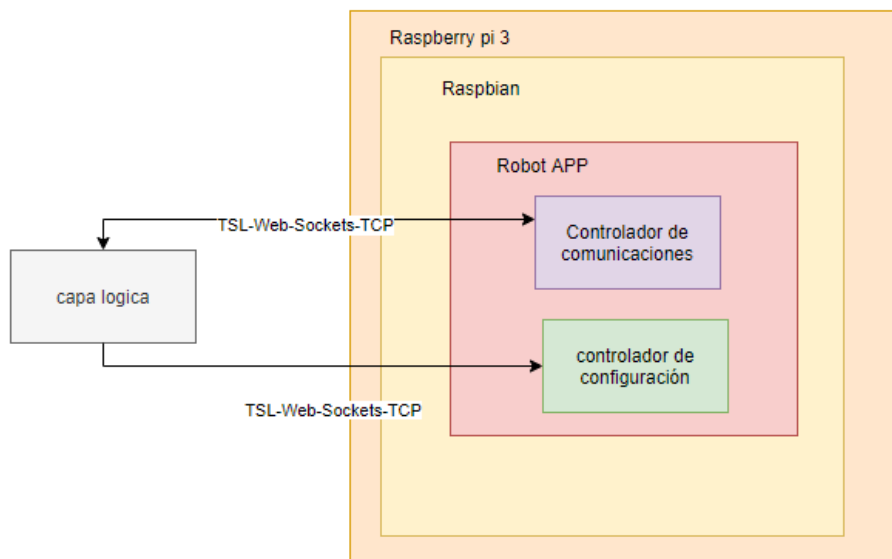 Raspberry pi 3
Raspbian
Robot APP
TSL-Web-Sockets-TCP
Controlador de
comunicaciones
capa logica
controlador de
configuración
TSL-Web-Sockets-TCP